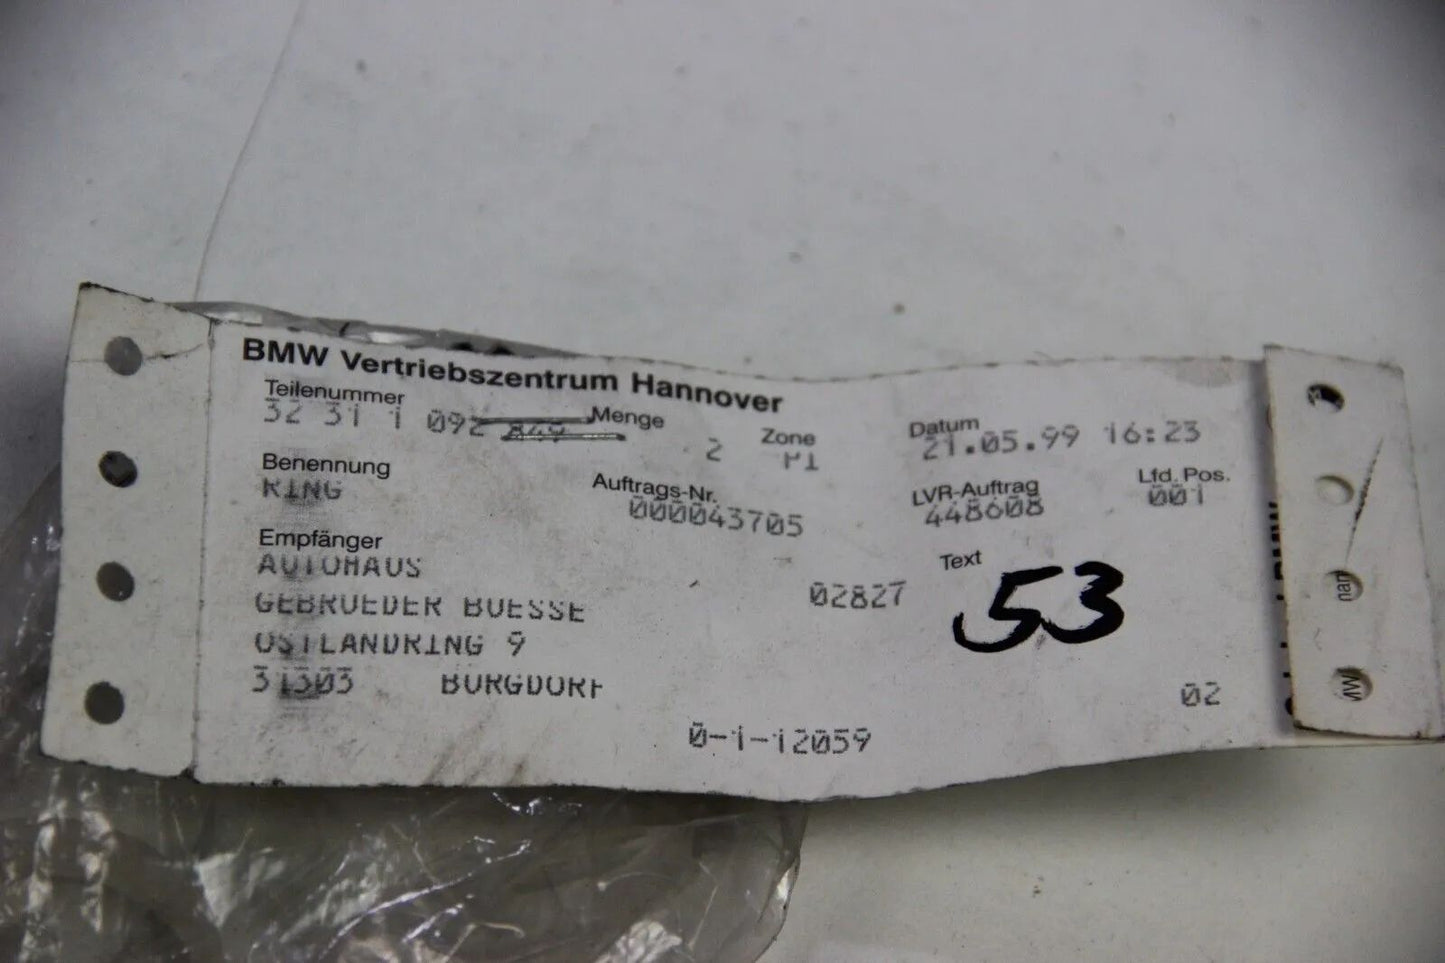 BMW Vertriebszentrum Hannover
Teilenummer Menge Zone Datum
32 31 1 092 2 21.05.99 16:23
Benennung Auftrags-Nr. LVR-Auftrag Lfd. Pos.
RING 000043705 448608 001
Empfänger Text
AUTOHAUS 02827 53
GEBRUEDER BUESSE
OSTLANDRING 9
31303 BURGDORF 02
0-1-12059